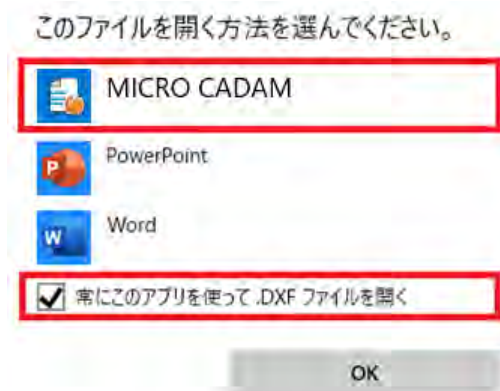 このファイルを開く方法を選んでください。
MICRO CADAM
PowerPoint
P
Word
W
常にこのアプリを使って .DXF ファイルを開く
OK